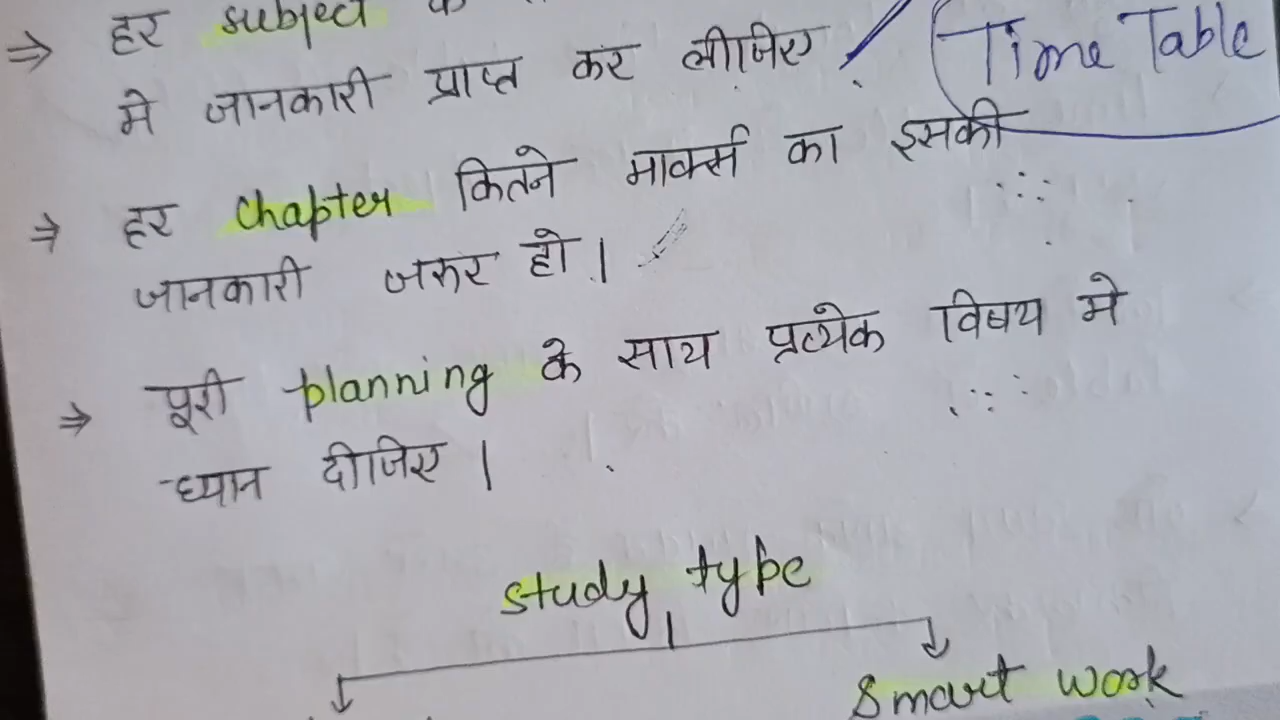 ⇒ हर subject के
मे जानकारी प्राप्त कर लीजिए
Time Table
⇒ हर chapter कितने मार्क्स का इसकी
जानकारी जरुर हो।
⇒ पूरी planning के साथ प्रत्येक विषय मे
ध्यान दीजिए।
study type
Smart work